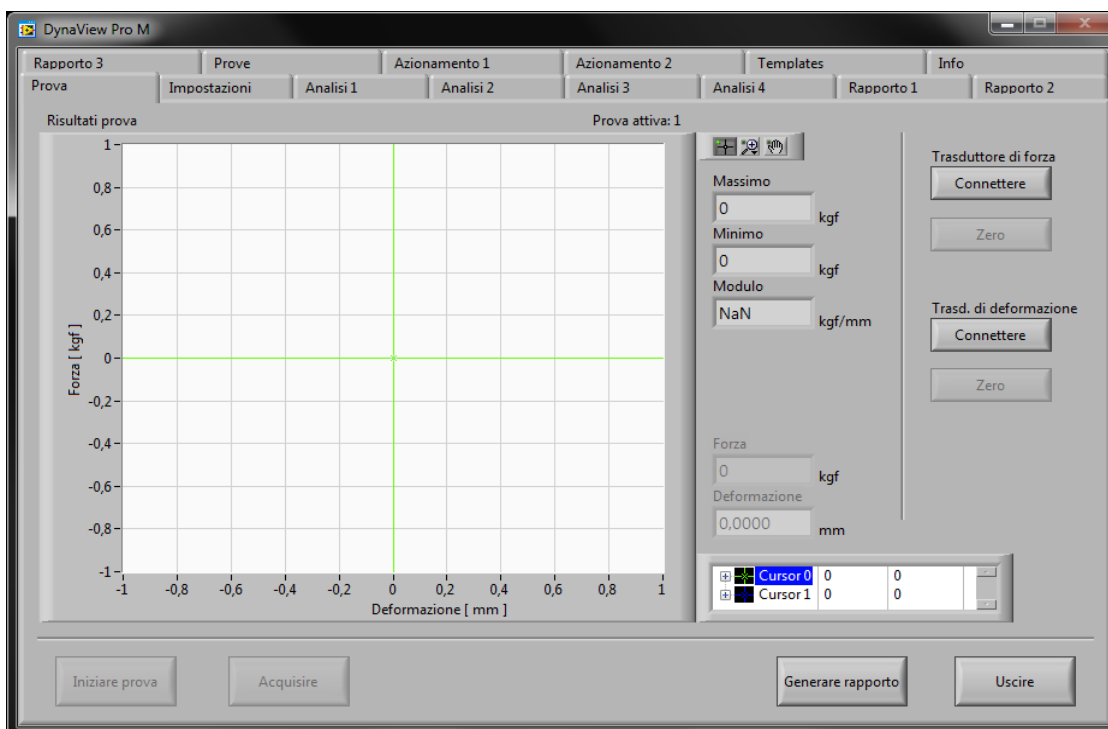 DynaView Pro M
Rapporto 3 Prove Azionamento 1 Azionamento 2 Templates Info
Prova Impostazioni Analisi 1 Analisi 2 Analisi 3 Analisi 4 Rapporto 1 Rapporto 2
Risultati prova Prova attiva: 1
1
0,8
0,6
0,4
0,2
0
-0,2
-0,4
-0,6
-0,8
-1
Forza [ kgf ]
-1 -0,8 -0,6 -0,4 -0,2 0 0,2 0,4 0,6 0,8 1
Deformazione [ mm ]
Massimo
0 kgf
Minimo
0 kgf
Modulo
NaN kgf/mm
Forza
0 kgf
Deformazione
0,0000 mm
Cursor 0 0 0
Cursor 1 0 0
Trasduttore di forza
Connettere
Zero
Trasd. di deformazione
Connettere
Zero
Iniziare prova Acquisire Generare rapporto Uscire